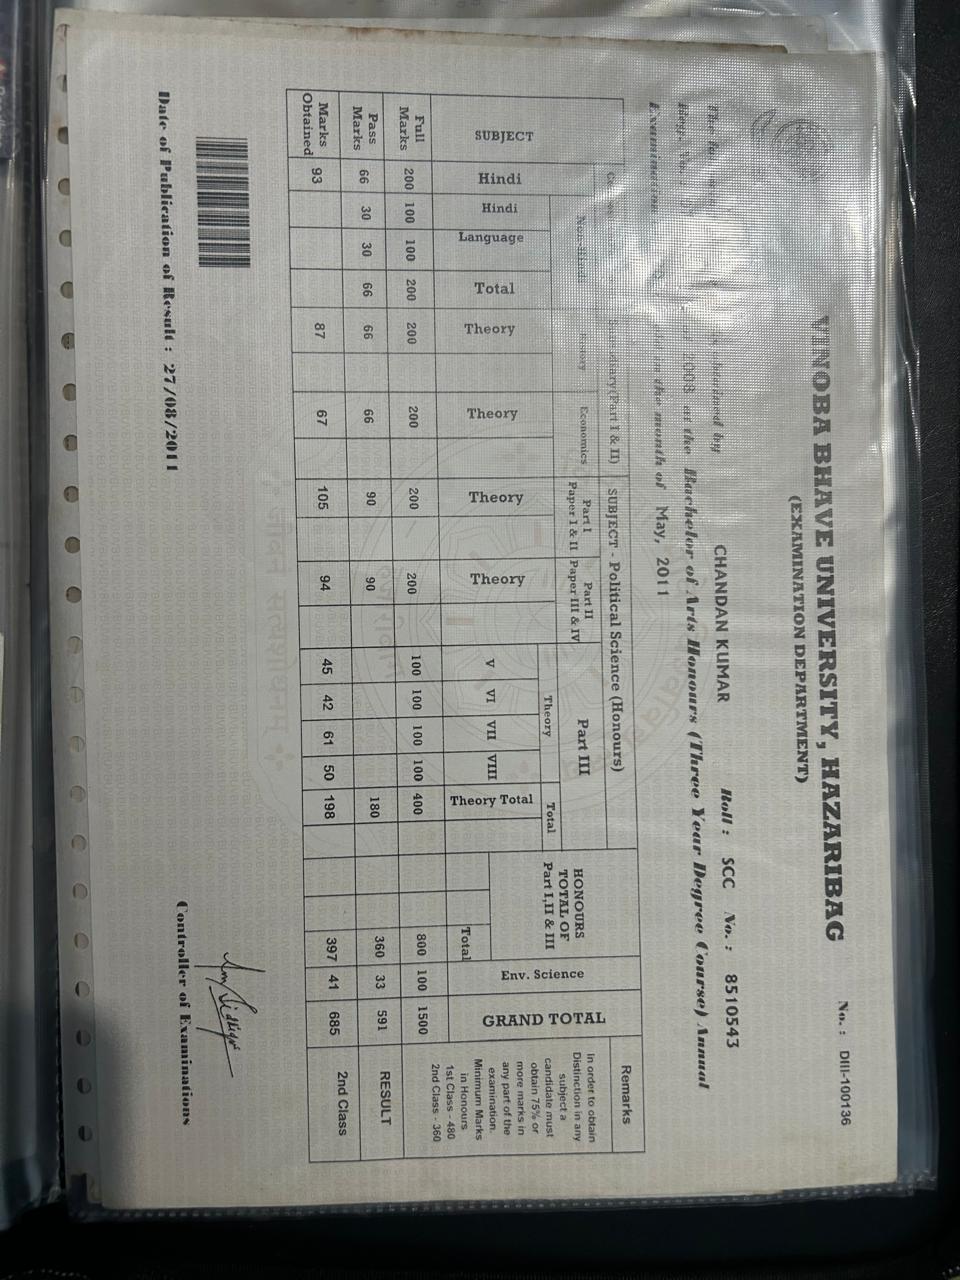 VINOBA BHAVE UNIVERSITY, HAZARIBAG
(EXAMINATION DEPARTMENT)
No. : DIII-100136
CHANDAN KUMAR Roll : SCC No. : 8510543
is obtained by
2008 at the Bachelor of Arts Honours (Three Year Degree Course) Annual
Examination in the month of May, 2011
SUBJECT
(Part I & II)
SUBJECT - Political Science (Honours)
HONOURS TOTAL OF Part I,II & III
Env. Science
GRAND TOTAL
Remarks
Economics
Part I Paper I & II
Part II Paper III & IV
Part III
Theory
Total
Hindi
Hindi
Language
Total
Theory
Theory
Theory
Theory
V VI VII VIII
Theory Total
Total
Full Marks 200 100 100 200 200 200 200 200 100 100 100 100 400 800 100 1500
Pass Marks 66 30 30 66 66 66 90 90 180 360 33 591
Marks Obtained 93 87 67 105 94 45 42 61 50 198 397 41 685
In order to obtain
Distinction in any
subject a
candidate must
obtain 75% or
more marks in
any part of the
examination.
Minimum Marks
in Honours
1st Class - 480
2nd Class - 360
RESULT
2nd Class
Date of Publication of Result : 27/08/2011
Controller of Examinations